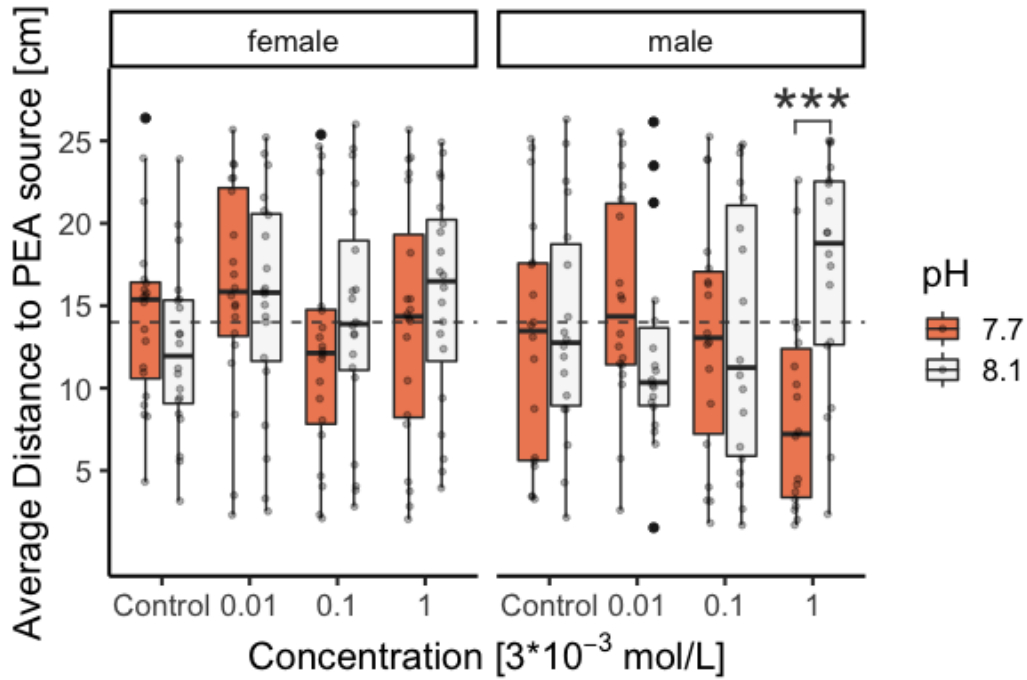 female
male
Average Distance to PEA source [cm]
25
20
15
10
5
***
pH
7.7
8.1
Control 0.01 0.1 1
Control 0.01 0.1 1
Concentration [3*10⁻³ mol/L]